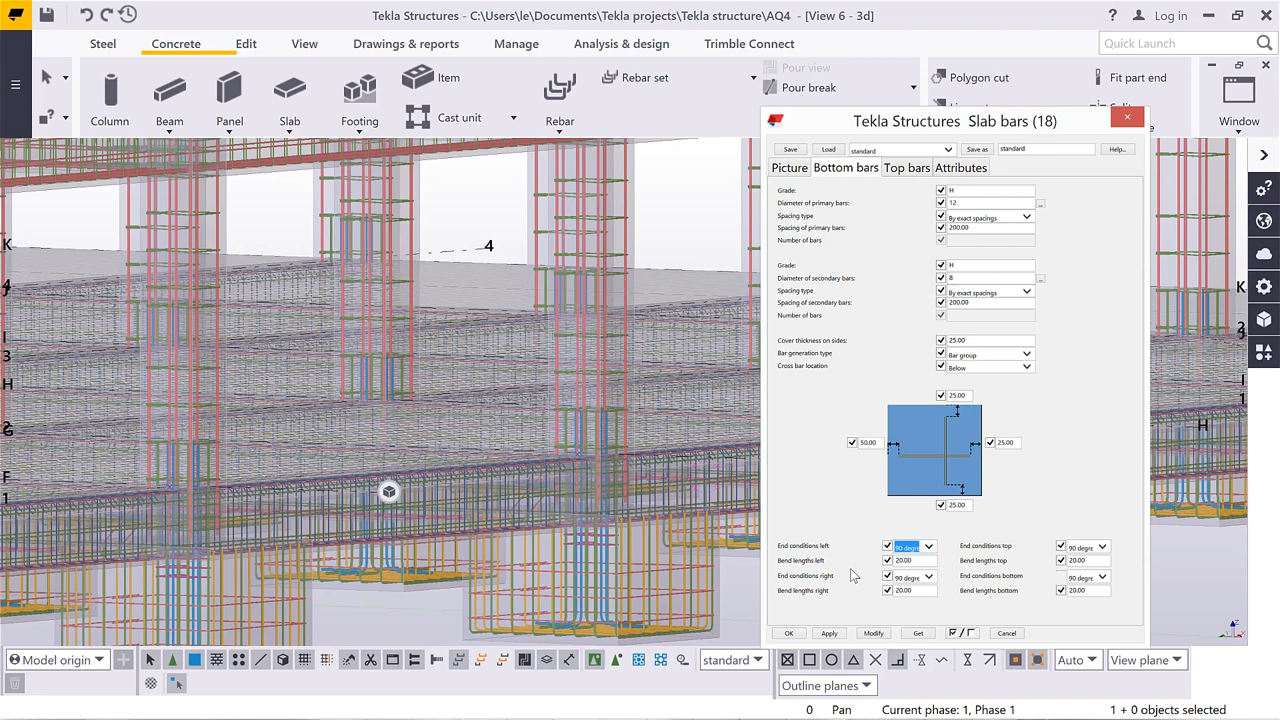 Tekla Structures - C:\Users\le\Documents\Tekla projects\Tekla structure\AQ4 - [View 6 - 3d]
? Log in
Steel Concrete Edit View Drawings & reports Manage Analysis & design Trimble Connect
Quick Launch
Column Beam Panel Slab Footing
Item
Cast unit
Rebar
Rebar set
Pour view
Pour break
Polygon cut
Fit part end
Window
Tekla Structures Slab bars (18)
Save Load standard Save as standard Help...
Picture Bottom bars Top bars Attributes
Grade: H
Diameter of primary bars: 12 ...
Spacing type By exact spacings
Spacing of primary bars: 200.00
Number of bars
Grade: H
Diameter of secondary bars: 8 ...
Spacing type By exact spacings
Spacing of secondary bars: 200.00
Number of bars
Cover thickness on sides: 25.00
Bar generation type Bar group
Cross bar location Below
25.00
50.00 25.00
25.00
End conditions left 90 degre End conditions top 90 degre
Bend lengths left 20.00 Bend lengths top 20.00
End conditions right 90 degre End conditions bottom 90 degre
Bend lengths right 20.00 Bend lengths bottom 20.00
OK Apply Modify Get Cancel
4
K
I
3
H
F
1
K
H
Model origin standard Auto View plane
Outline planes
0 Pan Current phase: 1, Phase 1 1 + 0 objects selected